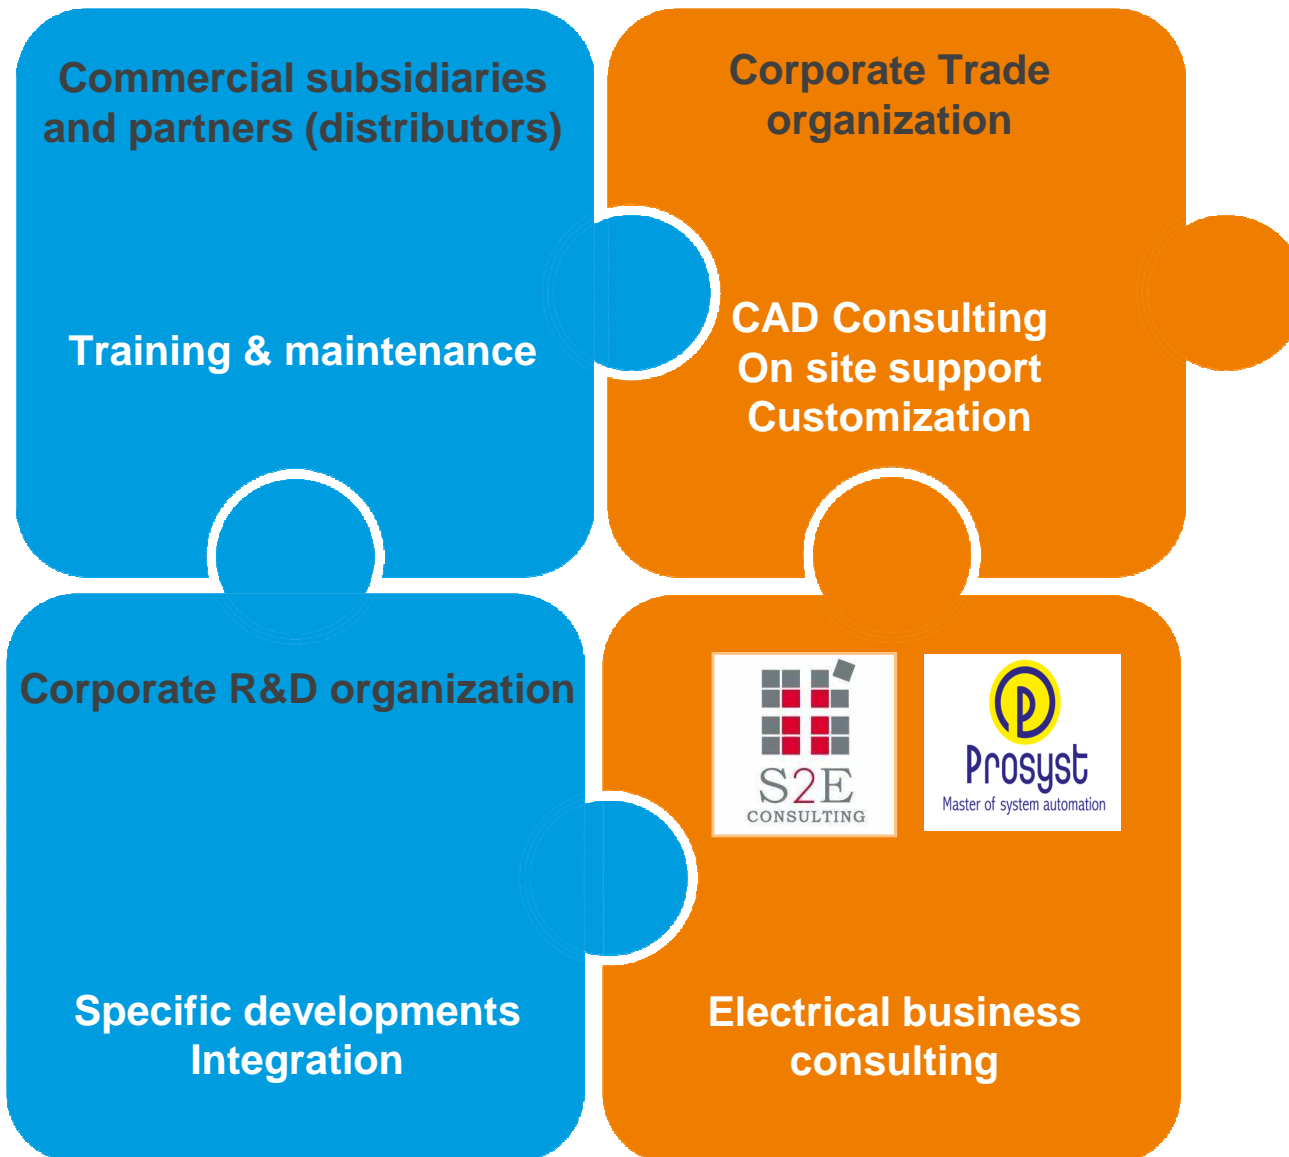 Commercial subsidiaries
and partners (distributors)
Training & maintenance
Corporate Trade
organization
CAD Consulting
On site support
Customization
Corporate R&D organization
Specific developments
Integration
S2E
CONSULTING
Prosyst
Master of system automation
Electrical business
consulting